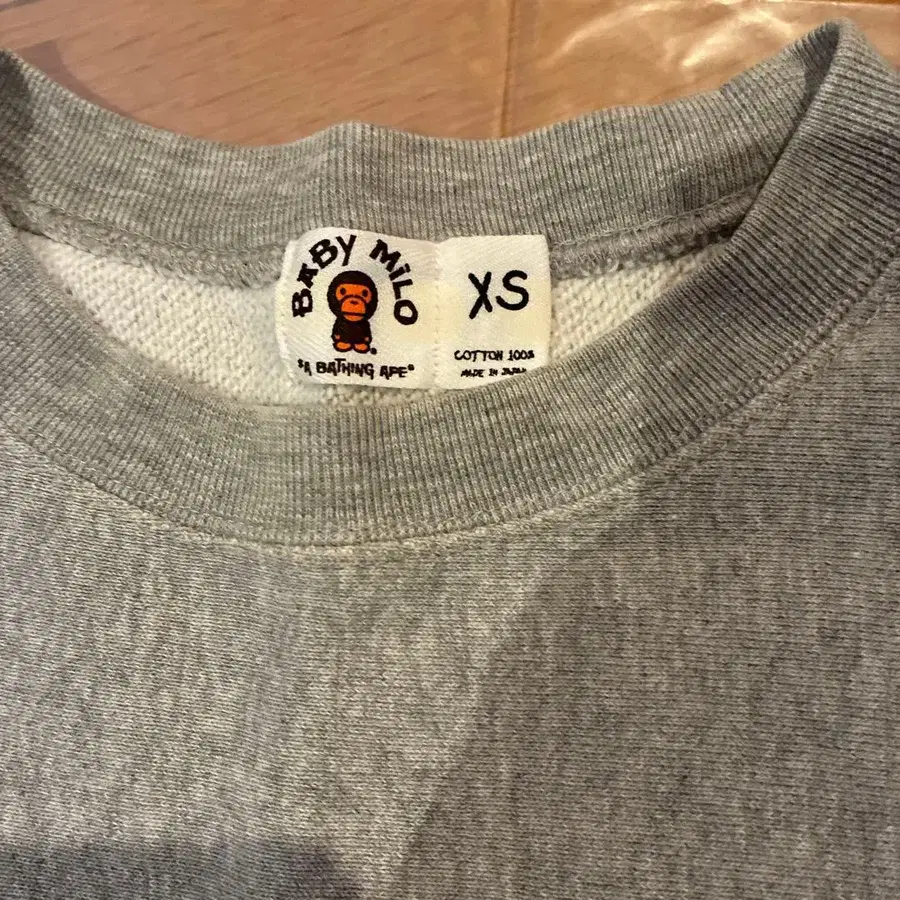 BABY MiLO
"A BATHING APE"
XS
COTTON 100%
MADE IN JAPAN